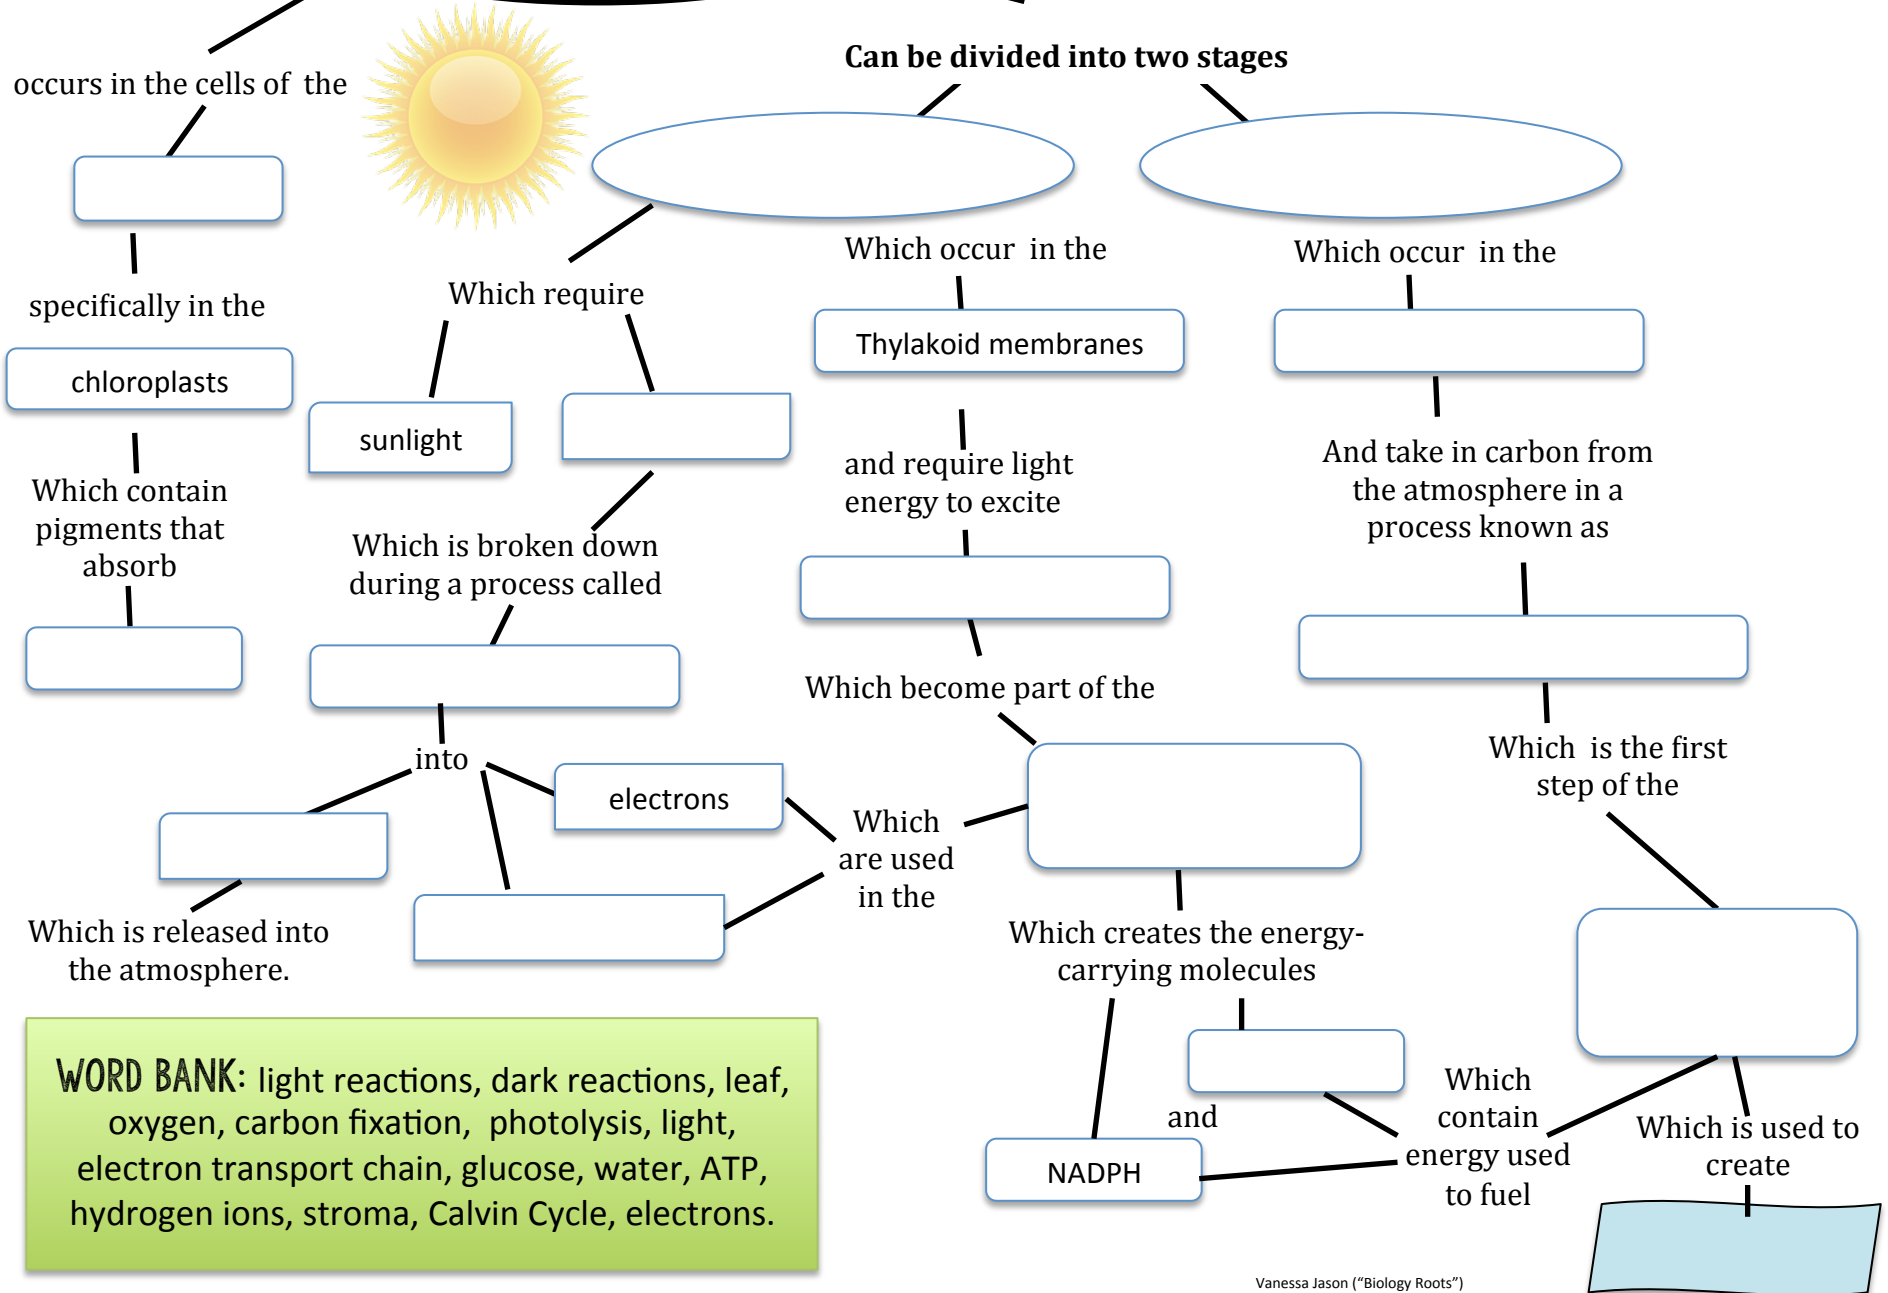 Can be divided into two stages
occurs in the cells of the
specifically in the
chloroplasts
Which contain
pigments that
absorb
Which require
sunlight
Which is broken down
during a process called
into
electrons
Which is released into
the atmosphere.
Which
are used
in the
Which occur in the
Thylakoid membranes
and require light
energy to excite
Which become part of the
Which creates the energy-
carrying molecules
and
NADPH
Which
contain
energy used
to fuel
Which occur in the
And take in carbon from
the atmosphere in a
process known as
Which is the first
step of the
Which is used to
create
WORD BANK: light reactions, dark reactions, leaf,
oxygen, carbon fixation, photolysis, light,
electron transport chain, glucose, water, ATP,
hydrogen ions, stroma, Calvin Cycle, electrons.
Vanessa Jason (“Biology Roots”)